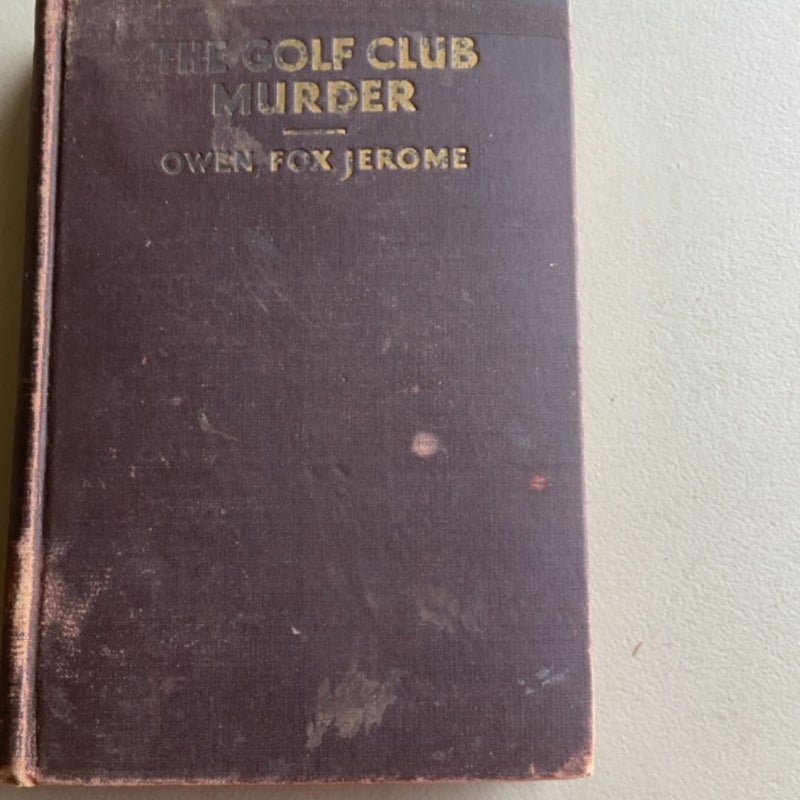 THE GOLF CLUB
MURDER
OWEN FOX JEROME